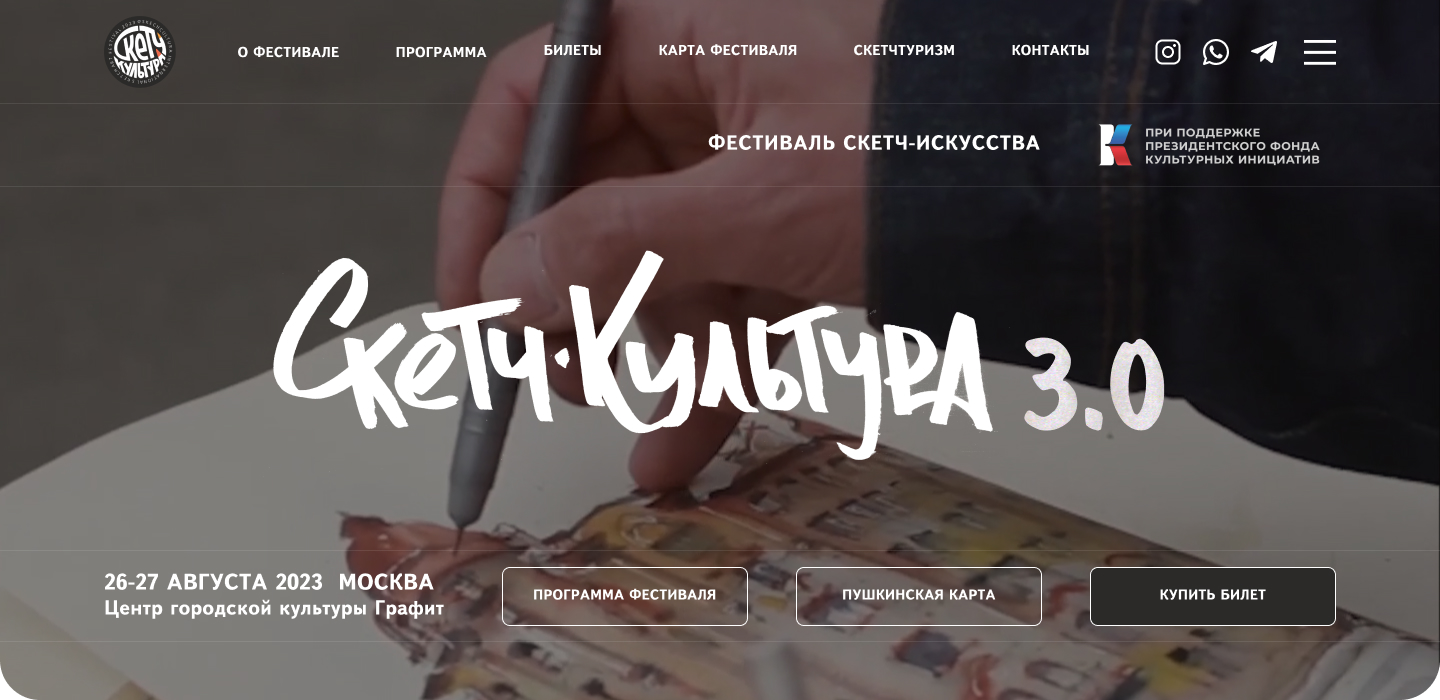 СКЕТЧ
КУЛЬТУРА
О ФЕСТИВАЛЕ
ПРОГРАММА
БИЛЕТЫ
КАРТА ФЕСТИВАЛЯ
СКЕТЧТУРИЗМ
КОНТАКТЫ
ФЕСТИВАЛЬ СКЕТЧ-ИСКУССТВА
ПРИ ПОДДЕРЖКЕ
ПРЕЗИДЕНТСКОГО ФОНДА
КУЛЬТУРНЫХ ИНИЦИАТИВ
Скетч·Культура 3.0
26-27 АВГУСТА 2023 МОСКВА
Центр городской культуры Графит
ПРОГРАММА ФЕСТИВАЛЯ
ПУШКИНСКАЯ КАРТА
КУПИТЬ БИЛЕТ